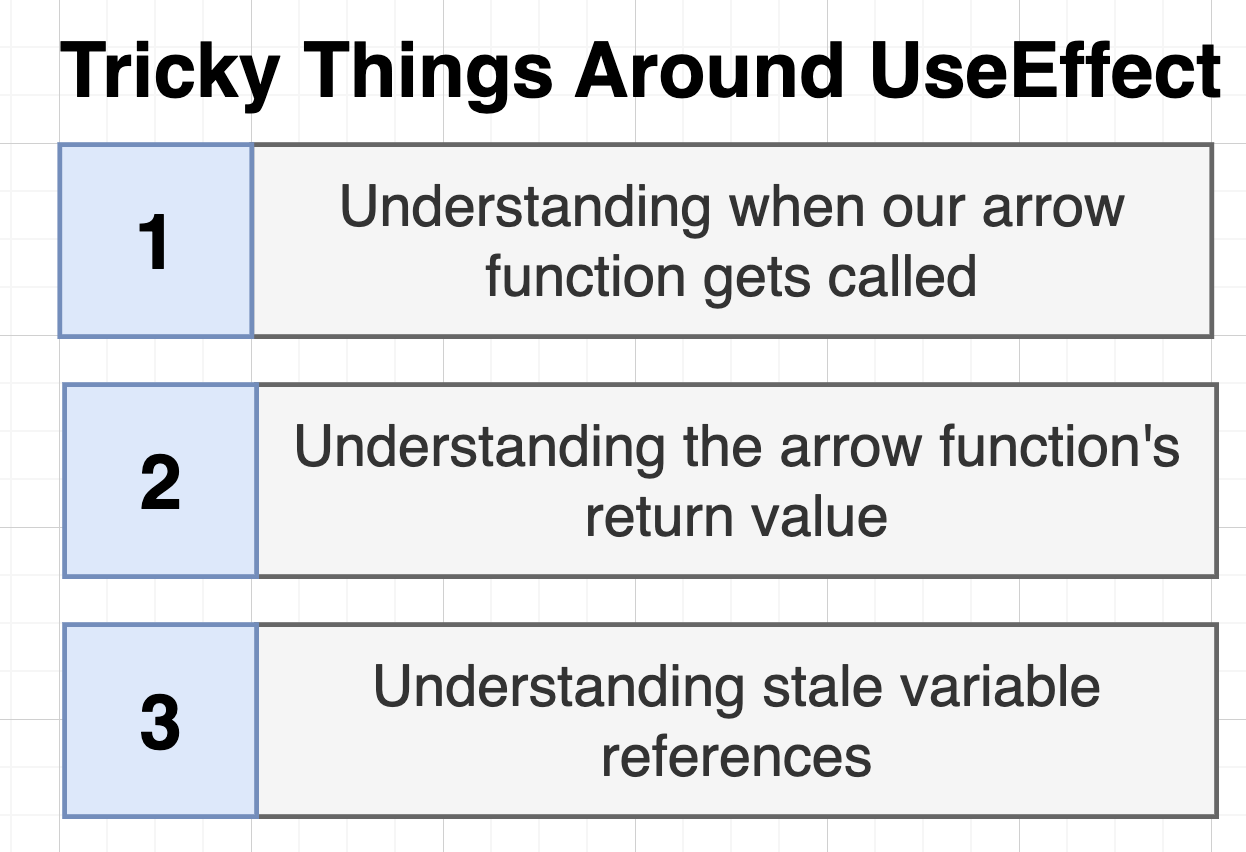 Tricky Things Around UseEffect
1
Understanding when our arrow
function gets called
2
Understanding the arrow function's
return value
3
Understanding stale variable
references